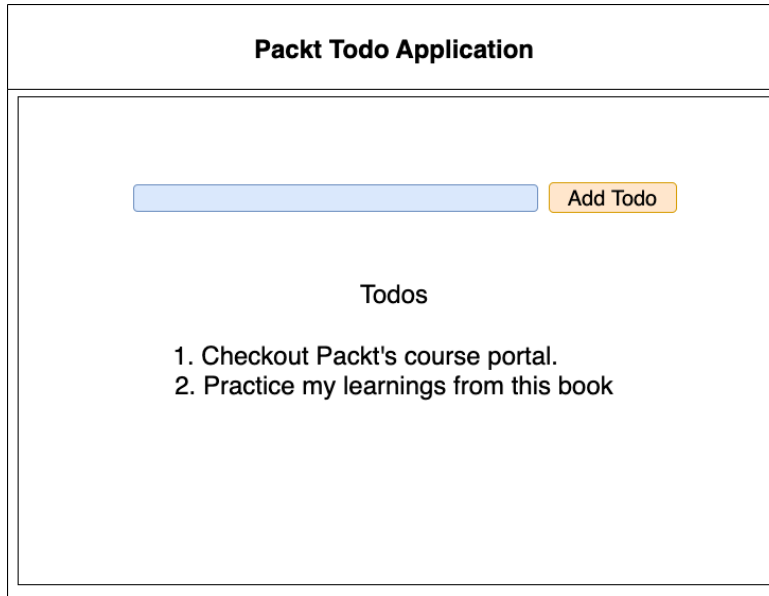 Packt Todo Application
Add Todo
Todos
1. Checkout Packt's course portal.
2. Practice my learnings from this book